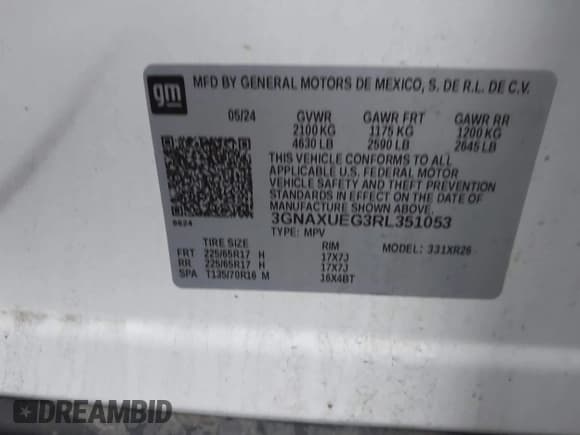 gm
MFD BY GENERAL MOTORS DE MEXICO, S. DE R.L. DE C.V.
05/24 GVWR GAWR FRT GAWR RR
2100 KG 1175 KG 1200 KG
4630 LB 2590 LB 2645 LB
THIS VEHICLE CONFORMS TO ALL
APPLICABLE U.S. FEDERAL MOTOR
VEHICLE SAFETY AND THEFT PREVENTION
STANDARDS IN EFFECT ON THE DATE OF
MANUFACTURE SHOWN ABOVE.
6624 3GNAXUEG3RL351053
TYPE: MPV MODEL: 331XR26
TIRE SIZE RIM
FRT 225/65R17 H 17X7J
RR 225/65R17 H 17X7J
SPA T135/70R16 M 16X4BT
DREAMBID